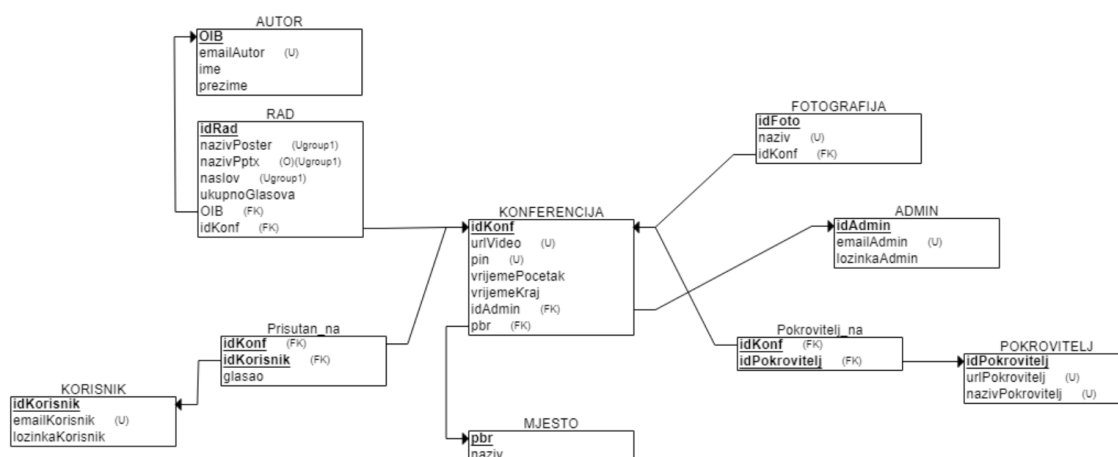 AUTOR
OIB
emailAutor (U)
ime
prezime
RAD
idRad
nazivPoster (Ugroup1)
nazivPptx (O)(Ugroup1)
naslov (Ugroup1)
ukupnoGlasova
OIB (FK)
idKonf (FK)
FOTOGRAFIJA
idFoto
naziv (U)
idKonf (FK)
KONFERENCIJA
idKonf
urlVideo (U)
pin (U)
vrijemePocetak
vrijemeKraj
idAdmin (FK)
pbr (FK)
ADMIN
idAdmin
emailAdmin (U)
lozinkaAdmin
Prisutan_na
idKonf (FK)
idKorisnik (FK)
glasao
Pokrovitelj_na
idKonf (FK)
idPokrovitelj (FK)
POKROVITELJ
idPokrovitelj
urlPokrovitelj (U)
nazivPokrovitelj (U)
KORISNIK
idKorisnik
emailKorisnik (U)
lozinkaKorisnik
MJESTO
pbr
naziv